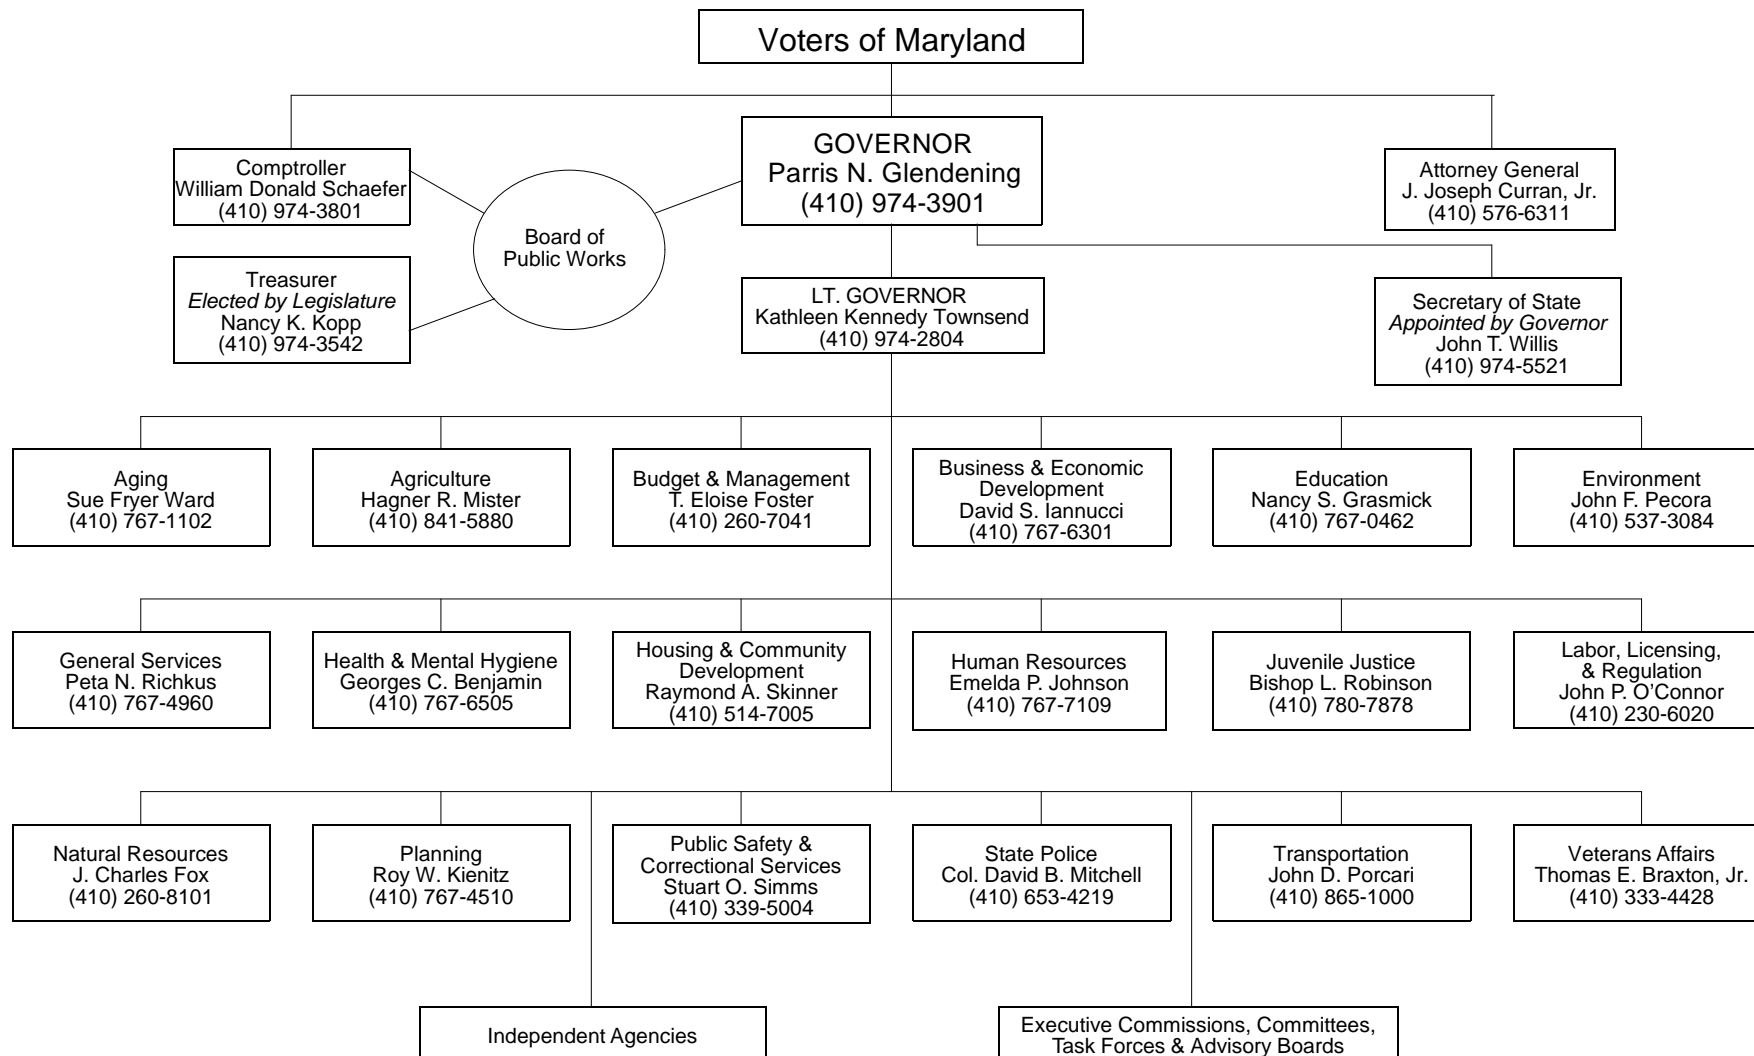 Voters of Maryland
GOVERNOR
Parris N. Glendening
(410) 974-3901
Comptroller
William Donald Schaefer
(410) 974-3801
Attorney General
J. Joseph Curran, Jr.
(410) 576-6311
Board of
Public Works
Treasurer
Elected by Legislature
Nancy K. Kopp
(410) 974-3542
LT. GOVERNOR
Kathleen Kennedy Townsend
(410) 974-2804
Secretary of State
Appointed by Governor
John T. Willis
(410) 974-5521
Aging
Sue Fryer Ward
(410) 767-1102
Agriculture
Hagner R. Mister
(410) 841-5880
Budget & Management
T. Eloise Foster
(410) 260-7041
Business & Economic
Development
David S. Iannucci
(410) 767-6301
Education
Nancy S. Grasmick
(410) 767-0462
Environment
John F. Pecora
(410) 537-3084
General Services
Peta N. Richkus
(410) 767-4960
Health & Mental Hygiene
Georges C. Benjamin
(410) 767-6505
Housing & Community
Development
Raymond A. Skinner
(410) 514-7005
Human Resources
Emelda P. Johnson
(410) 767-7109
Juvenile Justice
Bishop L. Robinson
(410) 780-7878
Labor, Licensing,
& Regulation
John P. O’Connor
(410) 230-6020
Natural Resources
J. Charles Fox
(410) 260-8101
Planning
Roy W. Kienitz
(410) 767-4510
Public Safety &
Correctional Services
Stuart O. Simms
(410) 339-5004
State Police
Col. David B. Mitchell
(410) 653-4219
Transportation
John D. Porcari
(410) 865-1000
Veterans Affairs
Thomas E. Braxton, Jr.
(410) 333-4428
Independent Agencies
Executive Commissions, Committees,
Task Forces & Advisory Boards